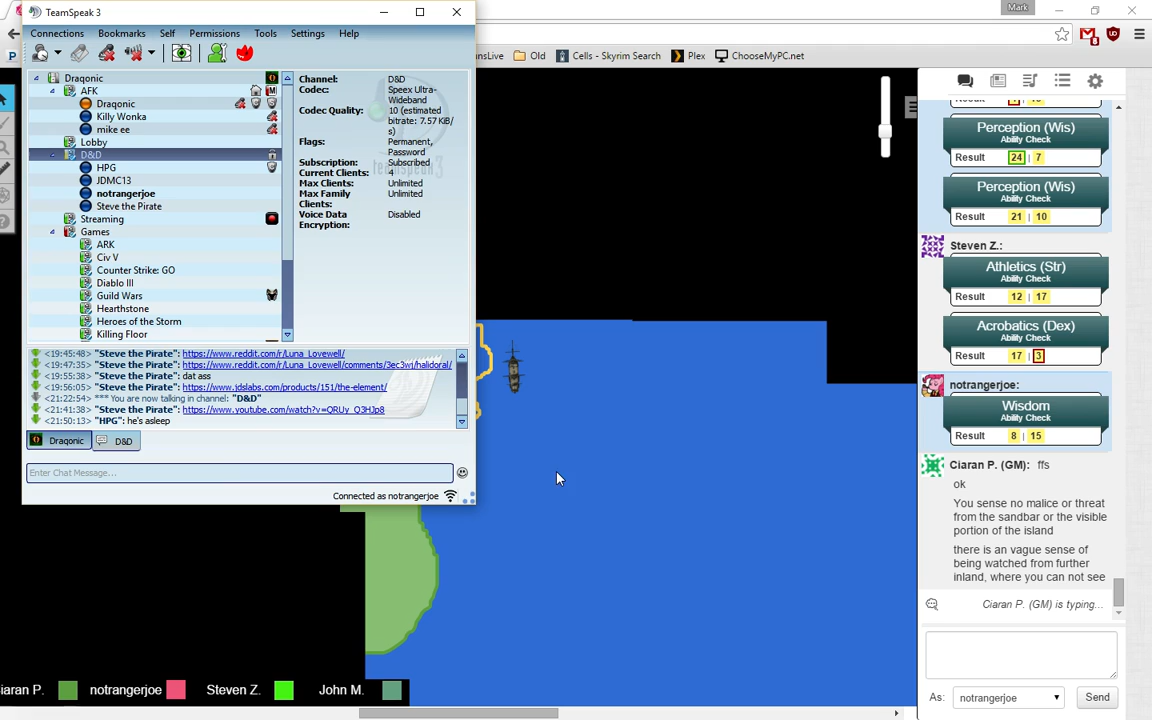 Mark
TeamSpeak 3
Connections Bookmarks Self Permissions Tools Settings Help
P
nsLive Old Cells - Skyrim Search Plex ChooseMyPC.net
Draqonic
AFK
Draqonic
Killy Wonka
mike ee
Lobby
D&D
HPG
JDMC13
notrangerjoe
Steve the Pirate
Streaming
Games
ARK
Civ V
Counter Strike: GO
Diablo III
Guild Wars
Hearthstone
Heroes of the Storm
Killing Floor
Channel: D&D
Codec: Speex Ultra-
Wideband
Codec Quality: 10 (estimated
bitrate: 7.57 KiB/
s)
Flags: Permanent,
Password
Subscription: Subscribed
Current Clients: 4
Max Clients: Unlimited
Max Family Unlimited
Clients:
Voice Data Disabled
Encryption:
<19:45:48> "Steve the Pirate": https://www.reddit.com/r/Luna_Lovewell/
<19:47:35> "Steve the Pirate": https://www.reddit.com/r/Luna_Lovewell/comments/3ec3wj/halidoral/
<19:55:38> "Steve the Pirate": dat ass
<19:56:05> "Steve the Pirate": https://www.jdslabs.com/products/151/the-element/
<21:22:54> *** You are now talking in channel: "D&D"
<21:41:38> "Steve the Pirate": https://www.youtube.com/watch?v=QRUy_Q3HJp8
<21:50:13> "HPG": he's asleep
Draqonic D&D
Enter Chat Message...
Connected as notrangerjoe
Perception (Wis)
Ability Check
Result 24 | 7
Perception (Wis)
Ability Check
Result 21 | 10
Steven Z.:
Athletics (Str)
Ability Check
Result 12 | 17
Acrobatics (Dex)
Ability Check
Result 17 | 3
notrangerjoe:
Wisdom
Ability Check
Result 8 | 15
Ciaran P. (GM): ffs
ok
You sense no malice or threat
from the sandbar or the visible
portion of the island
there is an vague sense of
being watched from further
inland, where you can not see
Ciaran P. (GM) is typing...
As: notrangerjoe Send
iaran P. notrangerjoe Steven Z. John M.